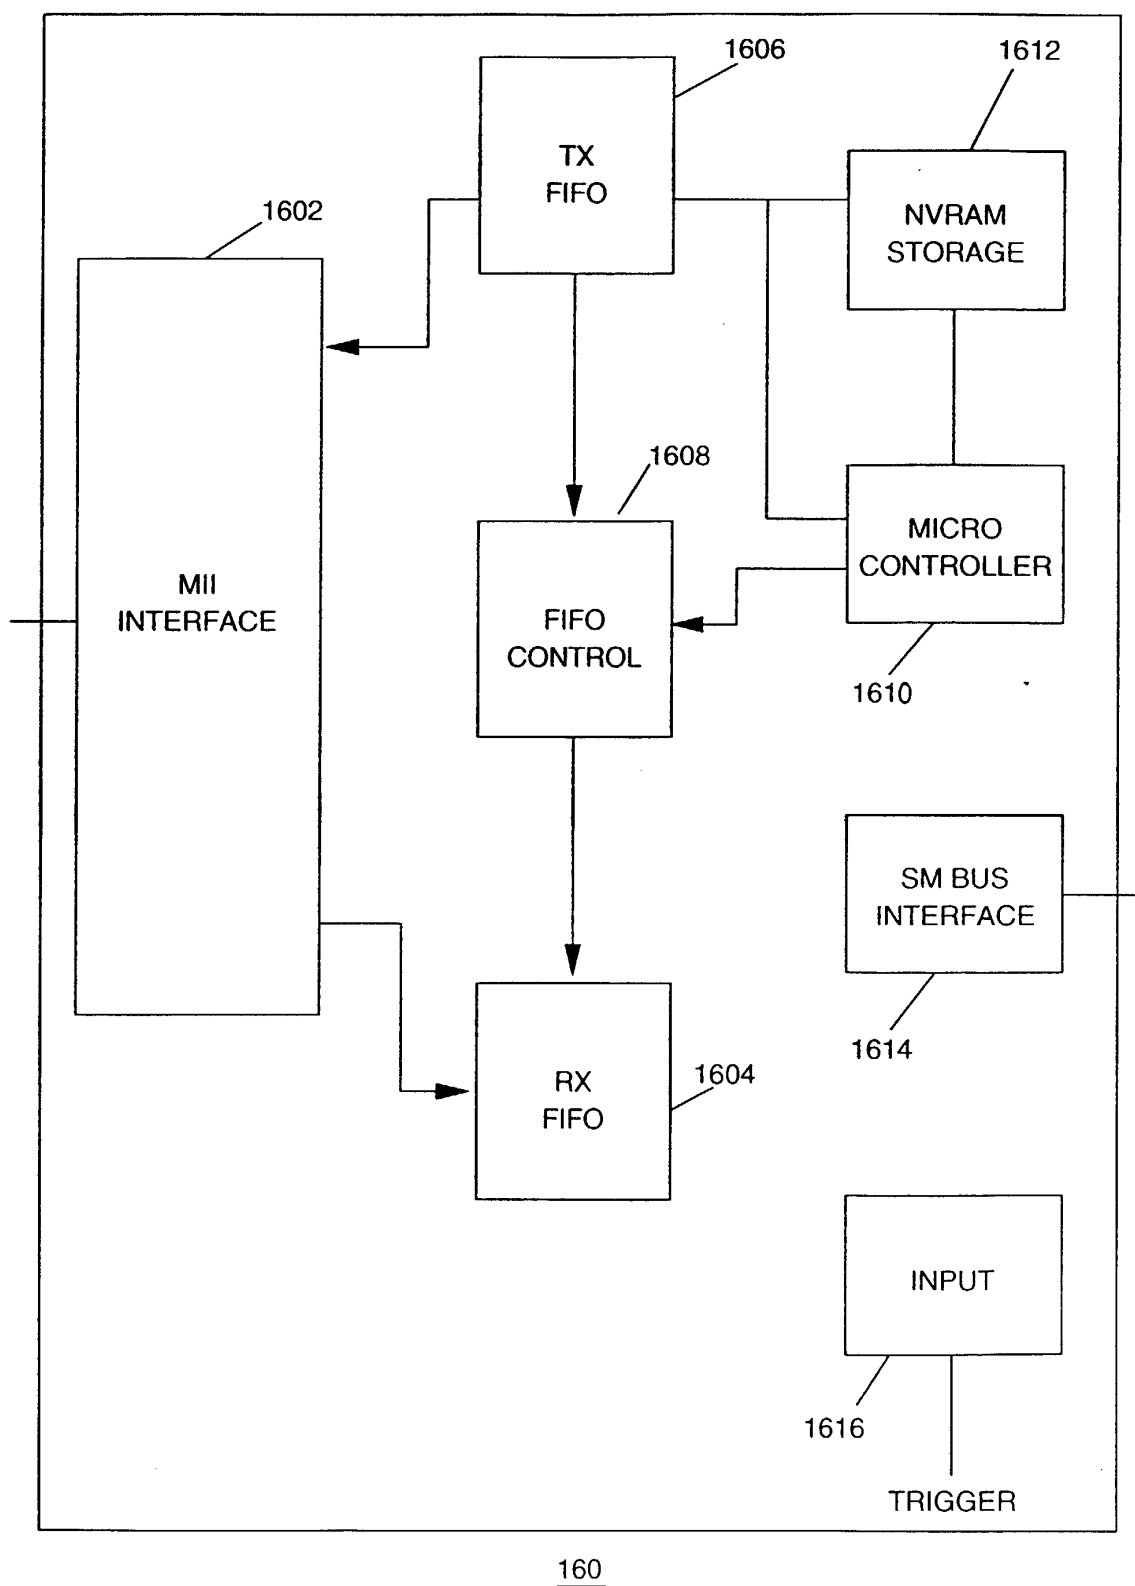 1606
1612
TX
FIFO
NVRAM
STORAGE
1602
1608
MICRO
CONTROLLER
MII
INTERFACE
FIFO
CONTROL
1610
SM BUS
INTERFACE
1614
RX
FIFO
1604
INPUT
1616
TRIGGER
160